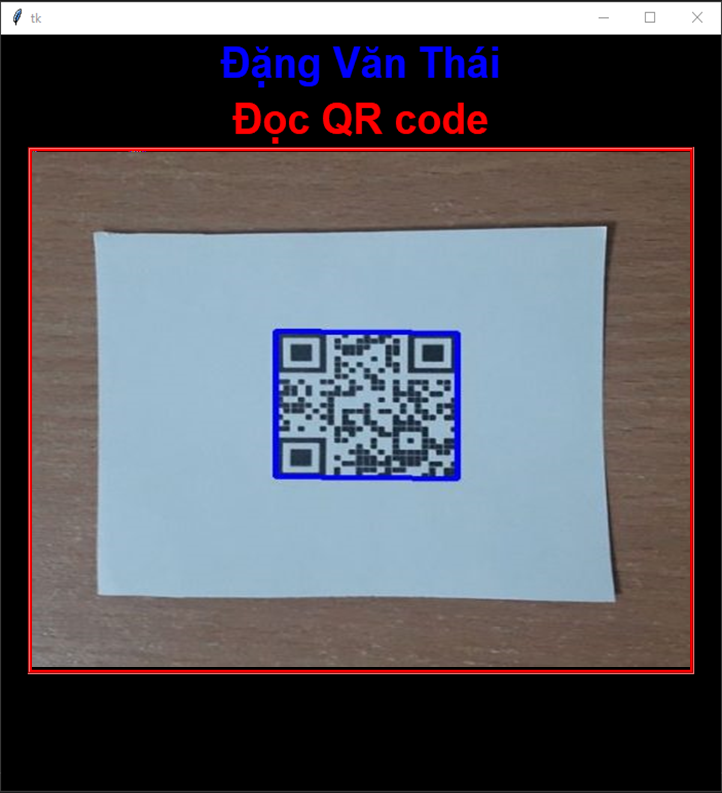 tk
Đặng Văn Thái
Đọc QR code